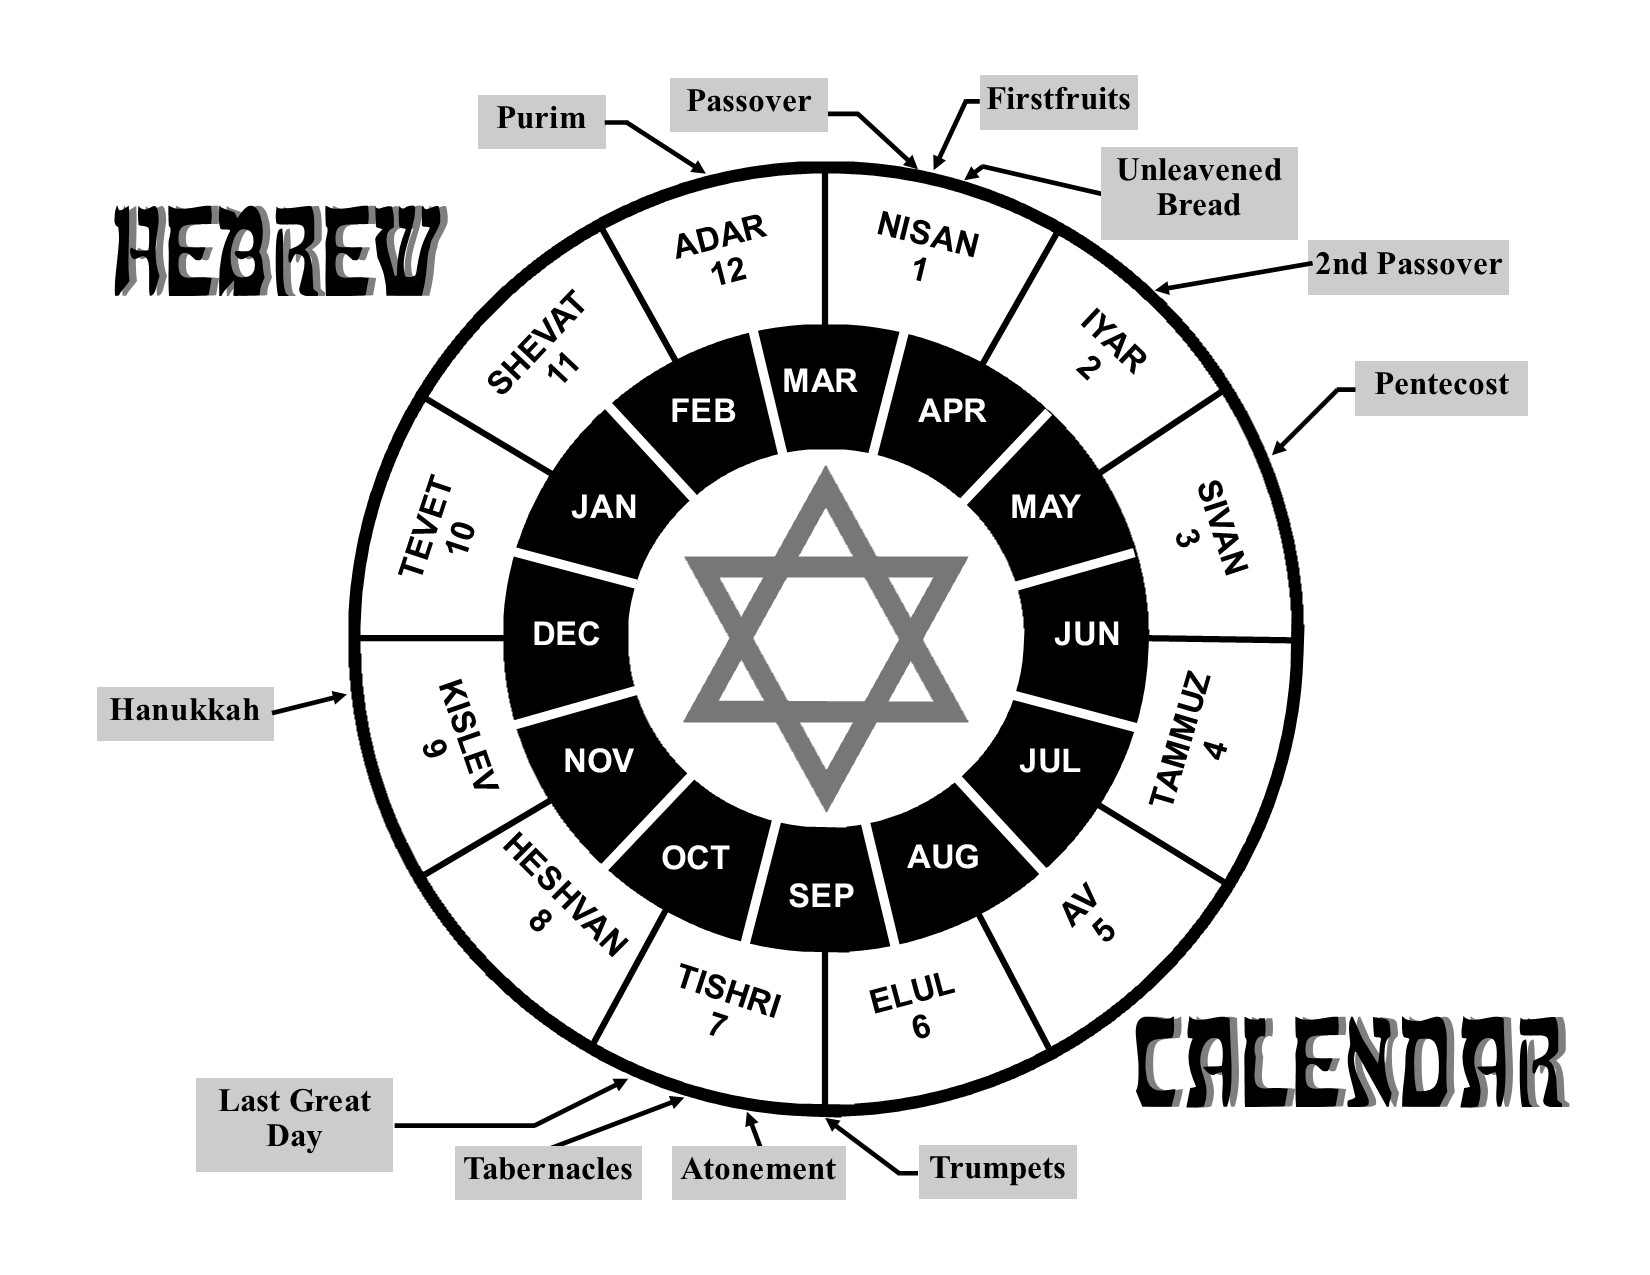 HEBREW
CALENDAR
Purim
Passover
Firstfruits
Unleavened
Bread
2nd Passover
Pentecost
Trumpets
Atonement
Tabernacles
Last Great
Day
Hanukkah
NISAN
1
IYAR
2
SIVAN
3
TAMMUZ
4
AV
5
ELUL
6
TISHRI
7
HESHVAN
8
KISLEV
9
TEVET
10
SHEVAT
11
ADAR
12
MAR
APR
MAY
JUN
JUL
AUG
SEP
OCT
NOV
DEC
JAN
FEB